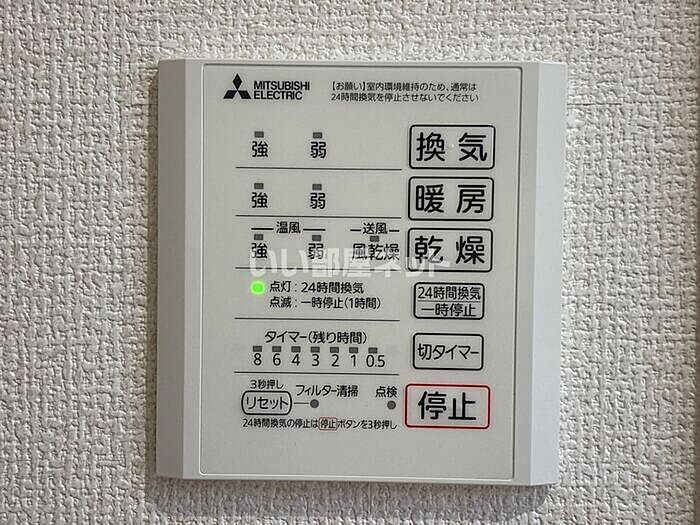 MITSUBISHI
ELECTRIC
【お願い】室内環境維持のため、通常は
24時間換気を停止させないでください
強 弱 換気
強 弱 暖房
温風 送風
強 弱 風乾燥 乾燥
いい部屋ネット
点灯:24時間換気
点滅:一時停止(1時間)
24時間換気
一時停止
タイマー(残り時間)
8 6 4 3 2 1 0.5
切タイマー
3秒押し
リセット フィルター清掃 点検
停止
24時間換気の停止は停止ボタンを3秒押し